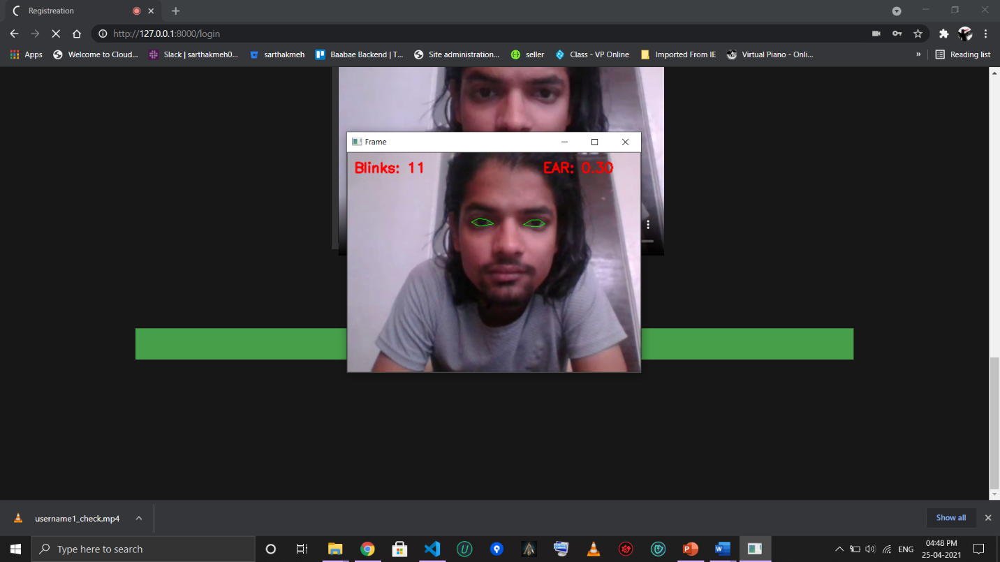 Registreation
http://127.0.0.1:8000/login
Apps Welcome to Cloud... Slack | sarthakmeh0... sarthakmeh Baabae Backend | T... Site administration... seller Class - VP Online Imported From IE Virtual Piano - Onli... » Reading list
Frame
Blinks: 11 EAR: 0.30
username1_check.mp4 Show all
Type here to search
ENG
04:48 PM
25-04-2021